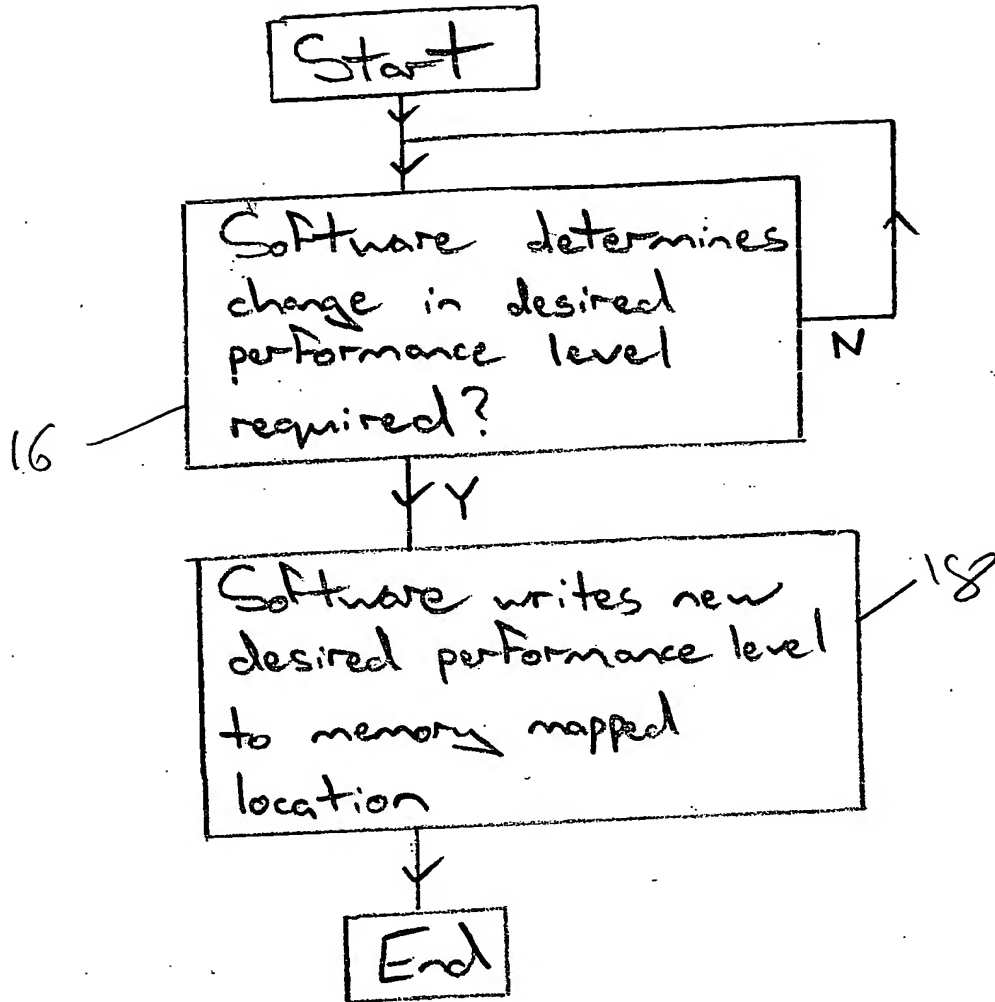 Start
Software determines
change in desired
performance level
required?
N
16
Y
Software writes new
desired performance level
to memory mapped
location
18
End